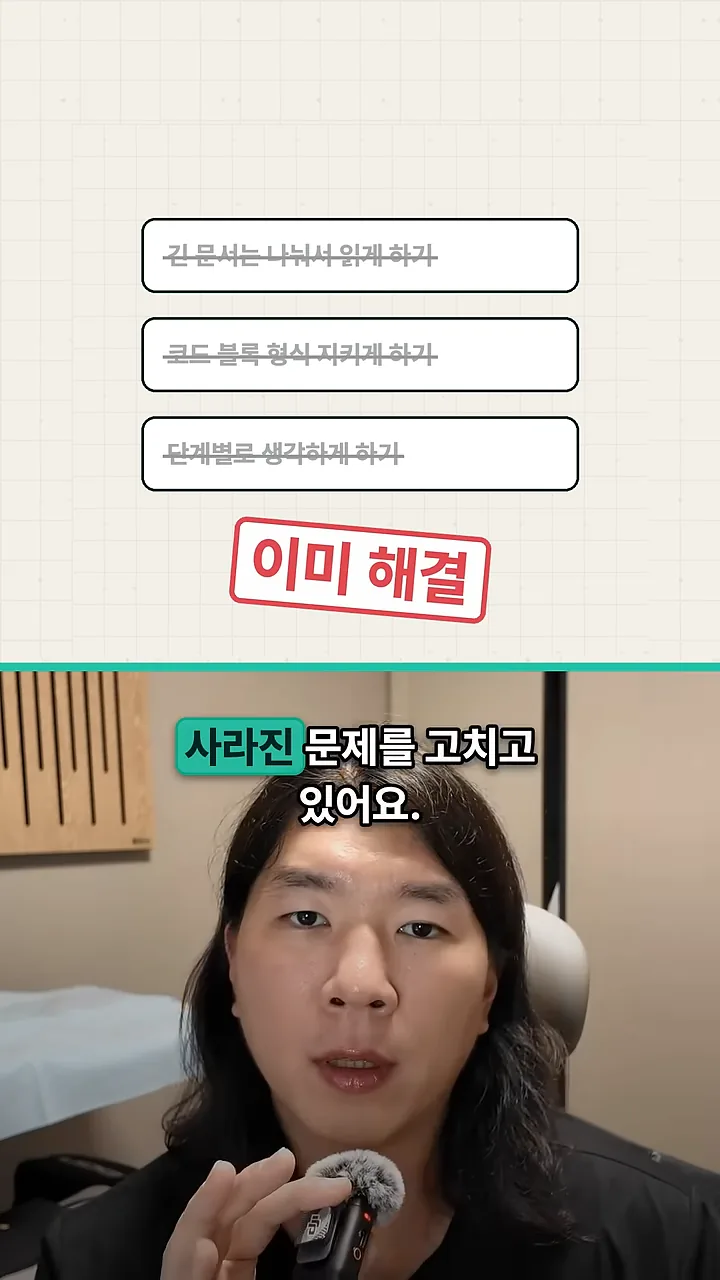 긴 문서는 나눠서 읽게 하기
코드 블록 형식 지키게 하기
단계별로 생각하게 하기
이미 해결
사라진 문제를 고치고
있어요.